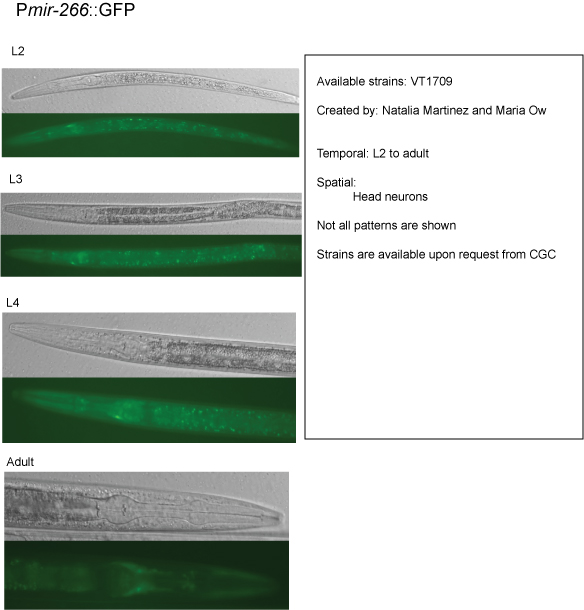 Pmir-266::GFP
L2
Available strains: VT1709
Created by: Natalia Martinez and Maria Ow
Temporal: L2 to adult
Spatial:
Head neurons
Not all patterns are shown
Strains are available upon request from CGC
L3
L4
Adult